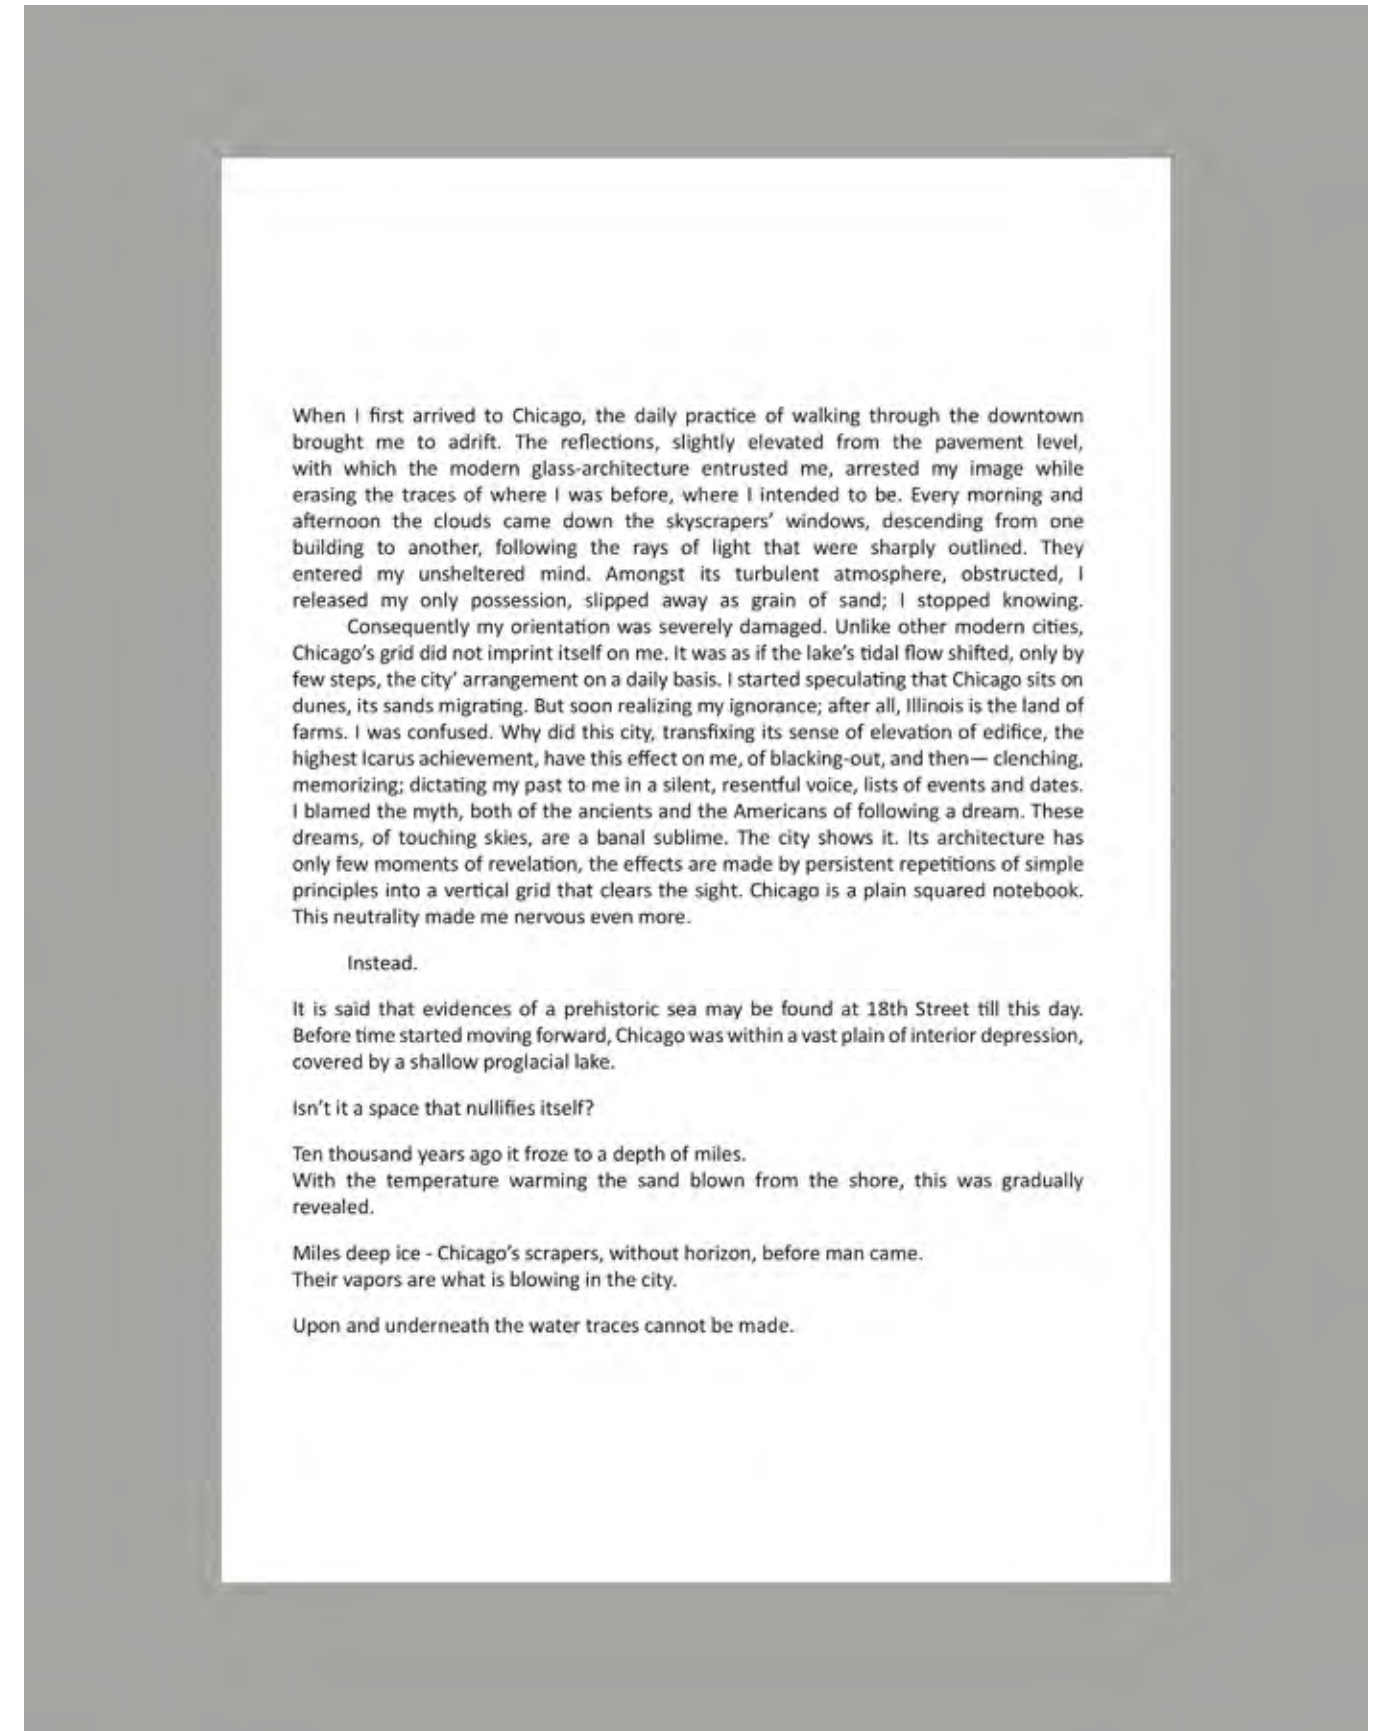 When I first arrived to Chicago, the daily practice of walking through the downtown
brought me to adrift. The reflections, slightly elevated from the pavement level,
with which the modern glass-architecture entrusted me, arrested my image while
erasing the traces of where I was before, where I intended to be. Every morning and
afternoon the clouds came down the skyscrapers’ windows, descending from one
building to another, following the rays of light that were sharply outlined. They
entered my unsheltered mind. Amongst its turbulent atmosphere, obstructed, I
released my only possession, slipped away as grain of sand; I stopped knowing.
Consequently my orientation was severely damaged. Unlike other modern cities,
Chicago’s grid did not imprint itself on me. It was as if the lake’s tidal flow shifted, only by
few steps, the city’ arrangement on a daily basis. I started speculating that Chicago sits on
dunes, its sands migrating. But soon realizing my ignorance; after all, Illinois is the land of
farms. I was confused. Why did this city, transfixing its sense of elevation of edifice, the
highest Icarus achievement, have this effect on me, of blacking-out, and then— clenching,
memorizing; dictating my past to me in a silent, resentful voice, lists of events and dates.
I blamed the myth, both of the ancients and the Americans of following a dream. These
dreams, of touching skies, are a banal sublime. The city shows it. Its architecture has
only few moments of revelation, the effects are made by persistent repetitions of simple
principles into a vertical grid that clears the sight. Chicago is a plain squared notebook.
This neutrality made me nervous even more.
Instead.
It is said that evidences of a prehistoric sea may be found at 18th Street till this day.
Before time started moving forward, Chicago was within a vast plain of interior depression,
covered by a shallow proglacial lake.
Isn’t it a space that nullifies itself?
Ten thousand years ago it froze to a depth of miles.
With the temperature warming the sand blown from the shore, this was gradually
revealed.
Miles deep ice - Chicago’s scrapers, without horizon, before man came.
Their vapors are what is blowing in the city.
Upon and underneath the water traces cannot be made.